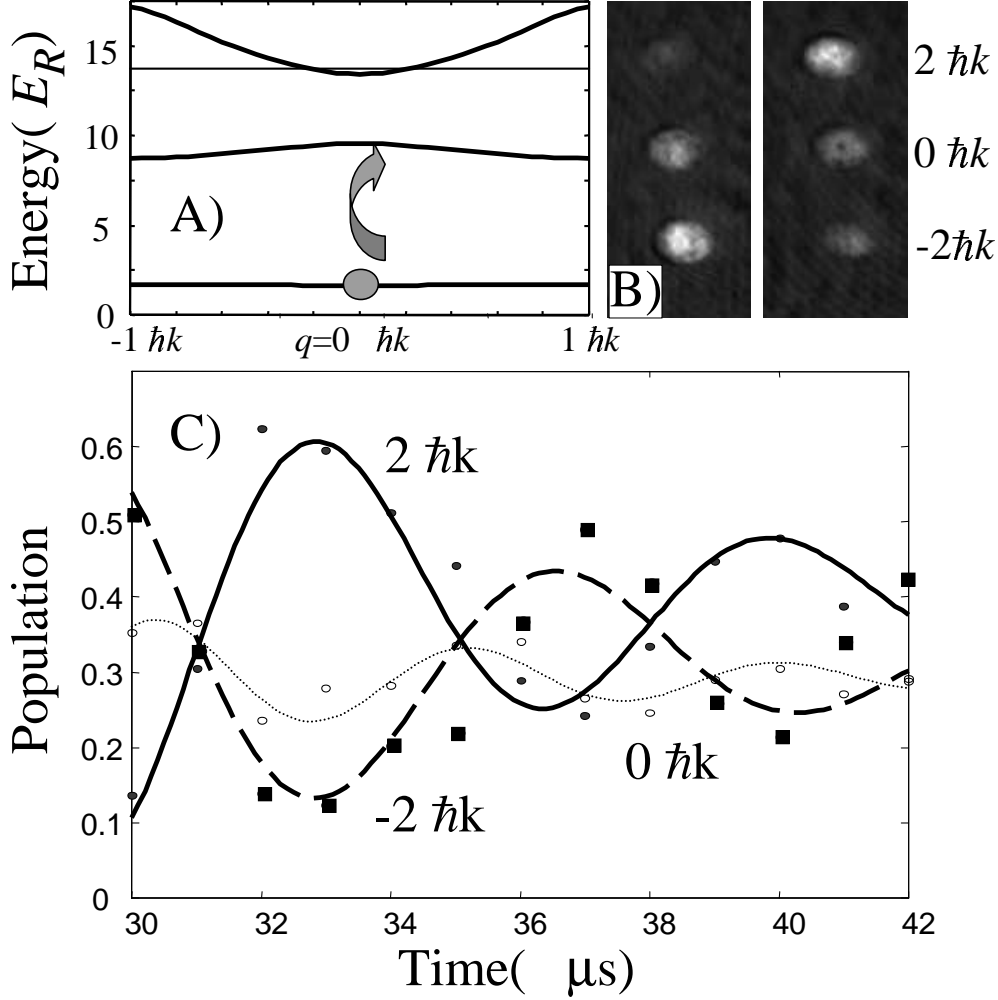 Energy( E_R)
15
10
5
0
A)
-1 ħk
q=0 ħk
1 ħk
B)
2 ħk
0 ħk
-2ħk
C)
2 ħk
0 ħk
-2 ħk
Population
0.6
0.5
0.4
0.3
0.2
0.1
0
30
32
34
36
38
40
42
Time( μs)